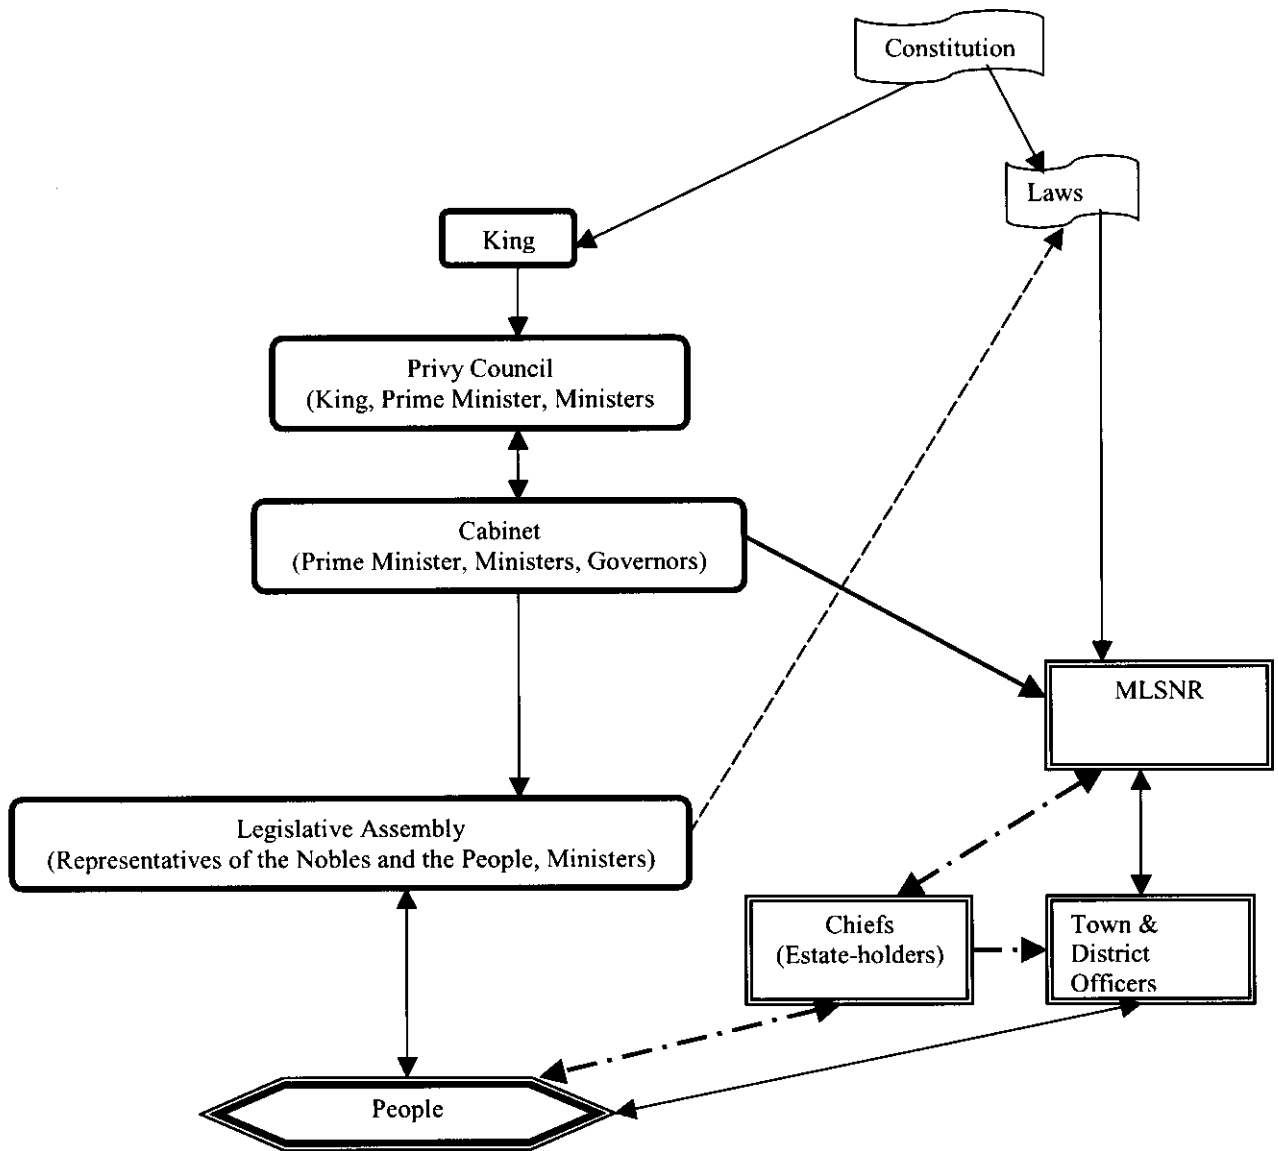 Constitution
Laws
King
Privy Council
(King, Prime Minister, Ministers
Cabinet
(Prime Minister, Ministers, Governors)
MLSNR
Legislative Assembly
(Representatives of the Nobles and the People, Ministers)
Chiefs
(Estate-holders)
Town &
District
Officers
People